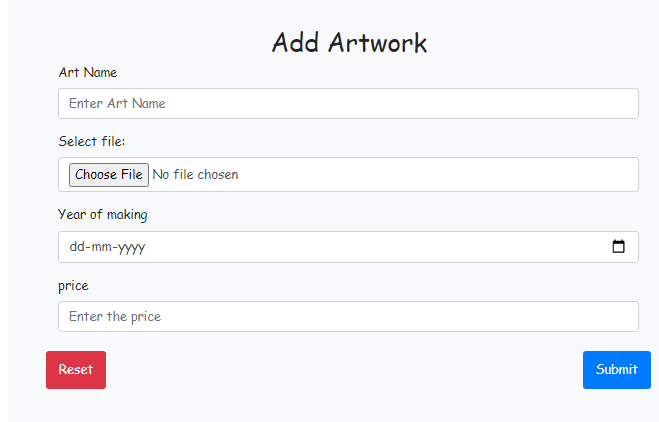 Add Artwork
Art Name
Enter Art Name
Select file:
Choose File No file chosen
Year of making
dd-mm-yyyy
price
Enter the price
Reset Submit